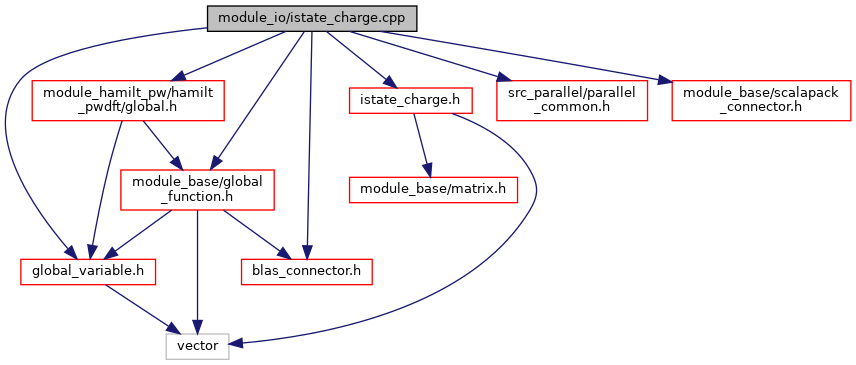 module_io/istate_charge.cpp
module_hamilt_pw/hamilt
_pwdft/global.h
istate_charge.h
src_parallel/parallel
_common.h
module_base/scalapack
_connector.h
module_base/global
_function.h
module_base/matrix.h
global_variable.h
blas_connector.h
vector